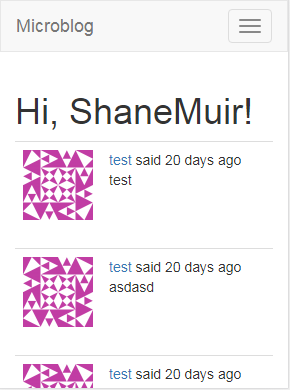 Microblog
Hi, ShaneMuir!
test said 20 days ago
test
test said 20 days ago
asdasd
test said 20 days ago